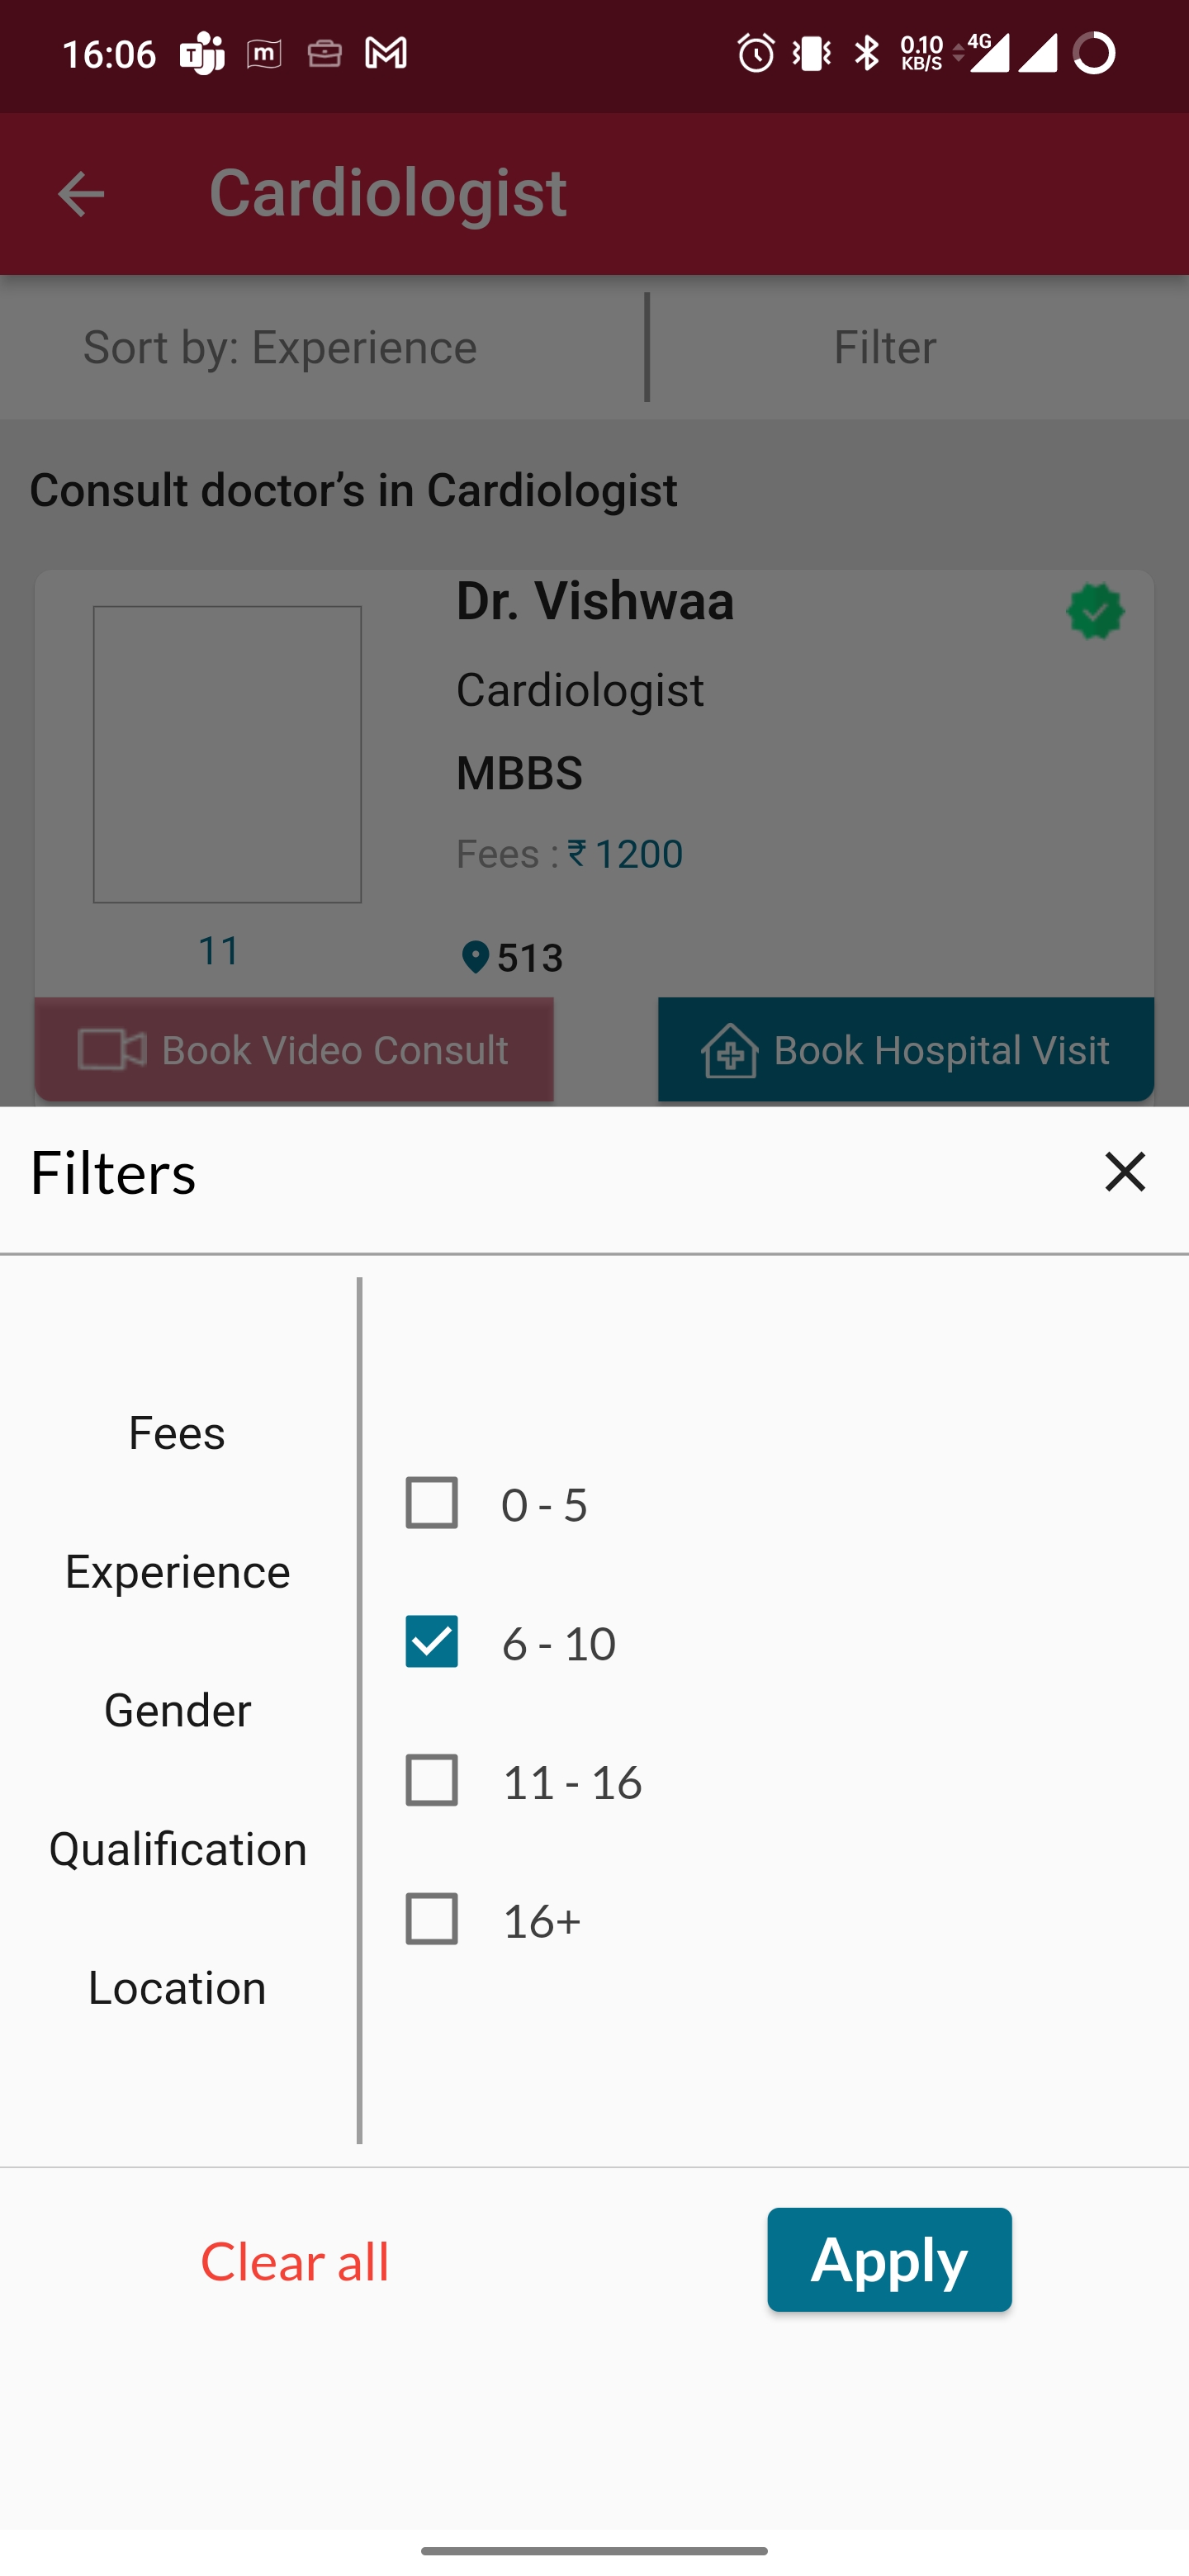 16:06
0.10
KB/S
4G
Cardiologist
Sort by: Experience
Filter
Consult doctor’s in Cardiologist
Dr. Vishwaa
Cardiologist
MBBS
Fees : ₹ 1200
11
513
Book Video Consult
Book Hospital Visit
Filters
Fees
Experience
Gender
Qualification
Location
0 - 5
6 - 10
11 - 16
16+
Clear all
Apply